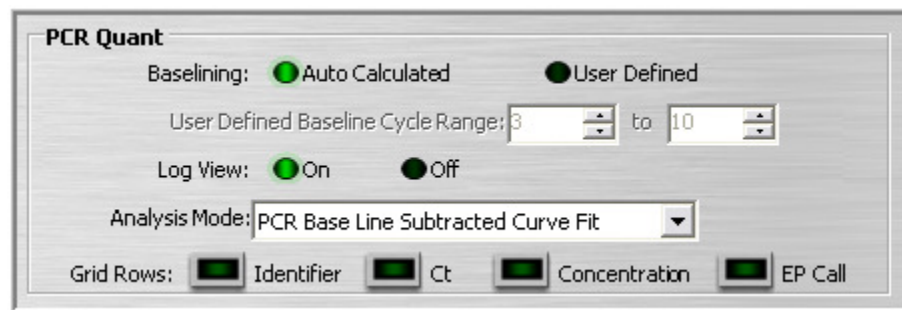 PCR Quant
Baselining: Auto Calculated User Defined
User Defined Baseline Cycle Range: 3 to 10
Log View: On Off
Analysis Mode: PCR Base Line Subtracted Curve Fit
Grid Rows: Identifier Ct Concentration EP Call